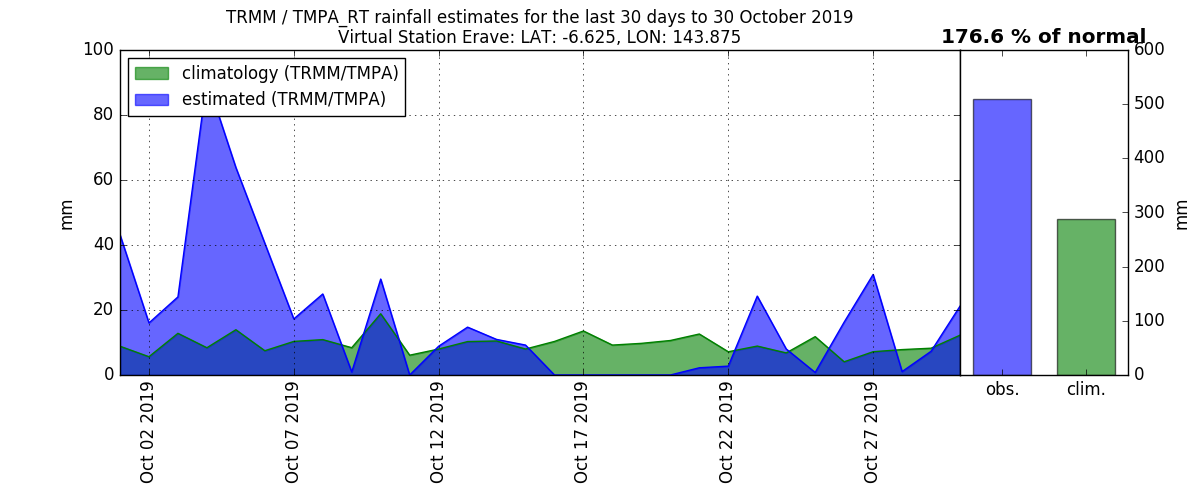 TRMM / TMPA_RT rainfall estimates for the last 30 days to 30 October 2019
Virtual Station Erave: LAT: -6.625, LON: 143.875
176.6 % of normal
climatology (TRMM/TMPA)
estimated (TRMM/TMPA)
100
80
60
40
20
0
mm
Oct 02 2019
Oct 07 2019
Oct 12 2019
Oct 17 2019
Oct 22 2019
Oct 27 2019
600
500
400
300
200
100
0
mm
obs.
clim.